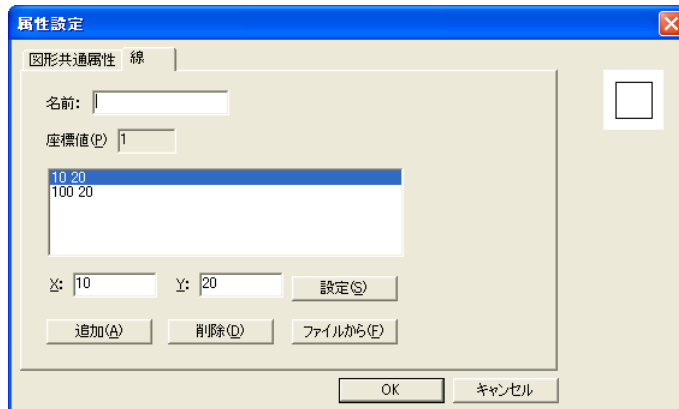 属性設定
図形共通属性 線
名前:
座標値(P) 1
10 20
100 20
X: 10 Y: 20 設定(S)
追加(A) 削除(D) ファイルから(F)
OK キャンセル